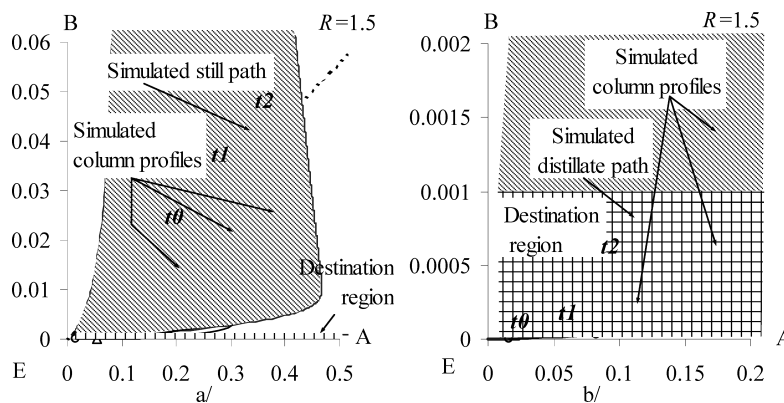 B
R=1.5
0.06
0.05
0.04
0.03
0.02
0.01
0
Simulated still path
t2
Simulated
column profiles
t1
t0
Destination
region
A
E
0
0.1
0.2
0.3
0.4
0.5
a/
B
R=1.5
0.002
0.0015
0.001
0.0005
0
Simulated
column profiles
Simulated
distillate path
Destination
region
t2
t1
t0
A
E
0
0.05
0.1
0.15
0.2
b/